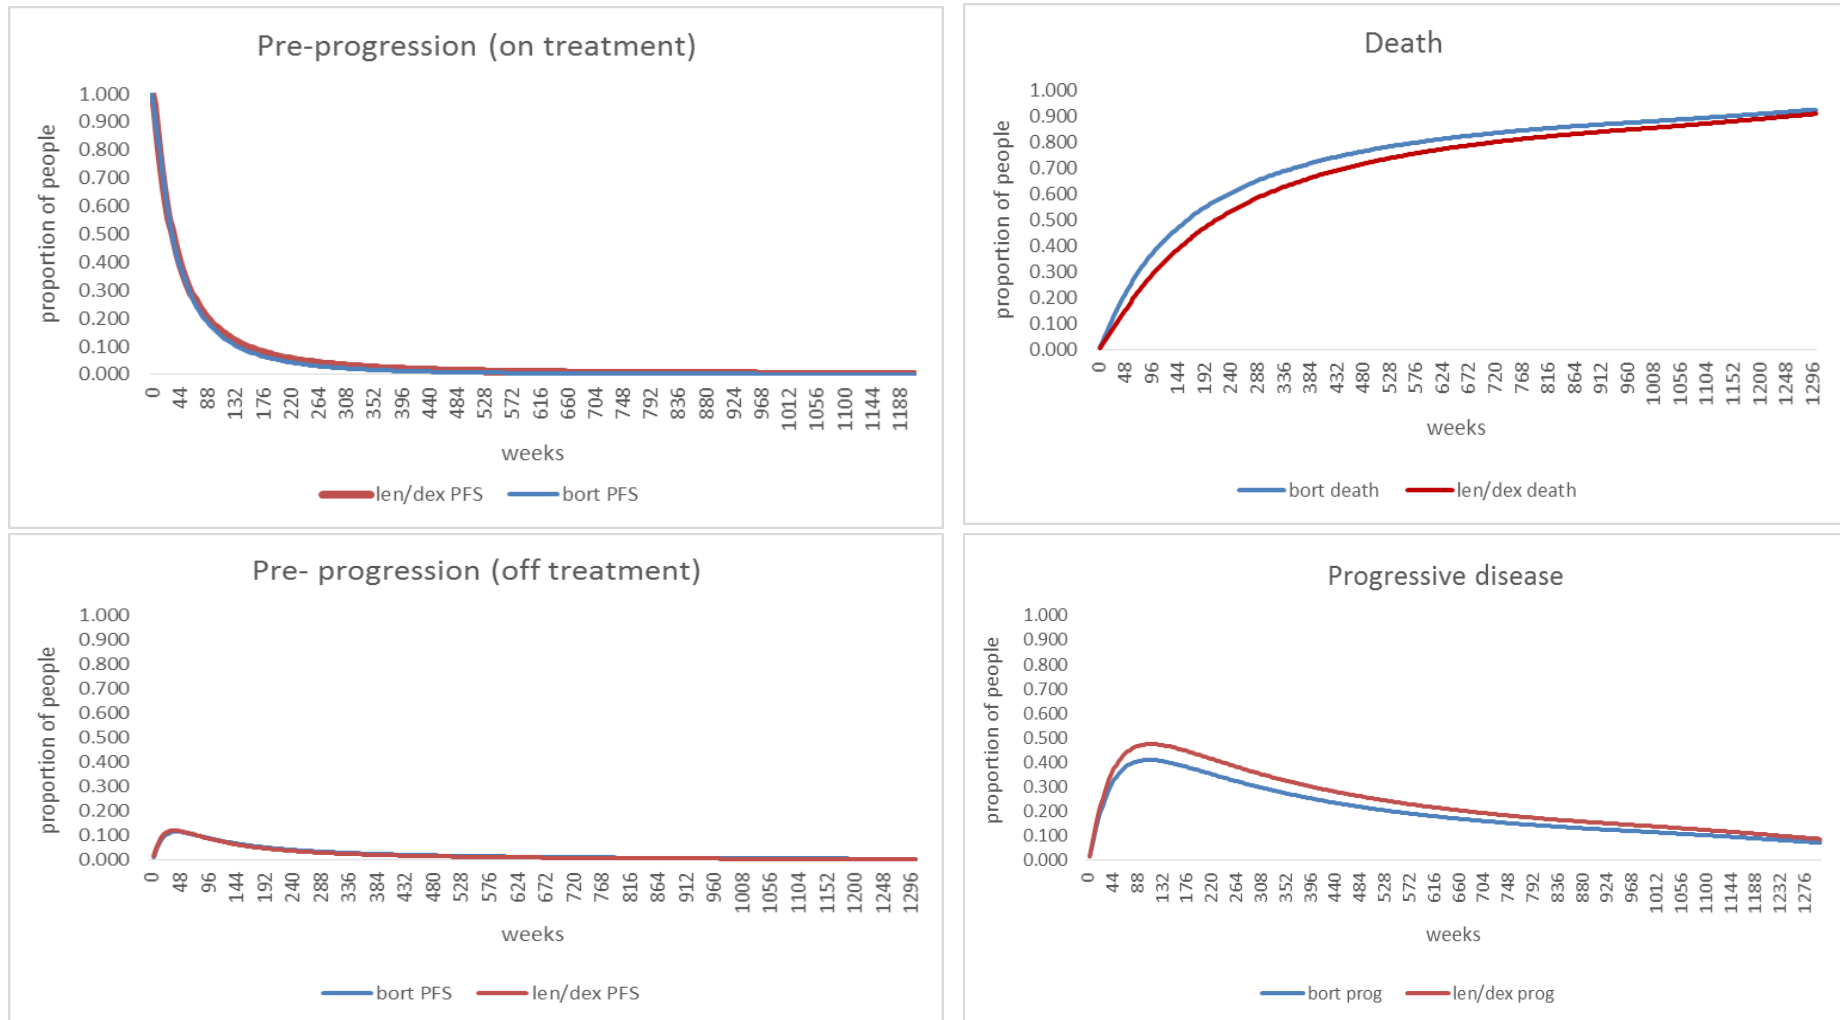 Pre-progression (on treatment)
proportion of people
1.000
0.900
0.800
0.700
0.600
0.500
0.400
0.300
0.200
0.100
0.000
0 44 88 132 176 220 264 308 352 396 440 484 528 572 616 660 704 748 792 836 880 924 968 1012 1056 1100 1144 1188
weeks
len/dex PFS bort PFS
Death
proportion of people
1.000
0.900
0.800
0.700
0.600
0.500
0.400
0.300
0.200
0.100
0.000
0 48 96 144 192 240 288 336 384 432 480 528 576 624 672 720 768 816 864 912 960 1008 1056 1104 1152 1200 1248 1296
weeks
bort death len/dex death
Pre- progression (off treatment)
proportion of people
1.000
0.900
0.800
0.700
0.600
0.500
0.400
0.300
0.200
0.100
0.000
0 48 96 144 192 240 288 336 384 432 480 528 576 624 672 720 768 816 864 912 960 1008 1056 1104 1152 1200 1248 1296
weeks
bort PFS len/dex PFS
Progressive disease
proportion of people
1.000
0.900
0.800
0.700
0.600
0.500
0.400
0.300
0.200
0.100
0.000
0 44 88 132 176 220 264 308 352 396 440 484 528 572 616 660 704 748 792 836 880 924 968 1012 1056 1100 1144 1188 1232 1276
weeks
bort prog len/dex prog